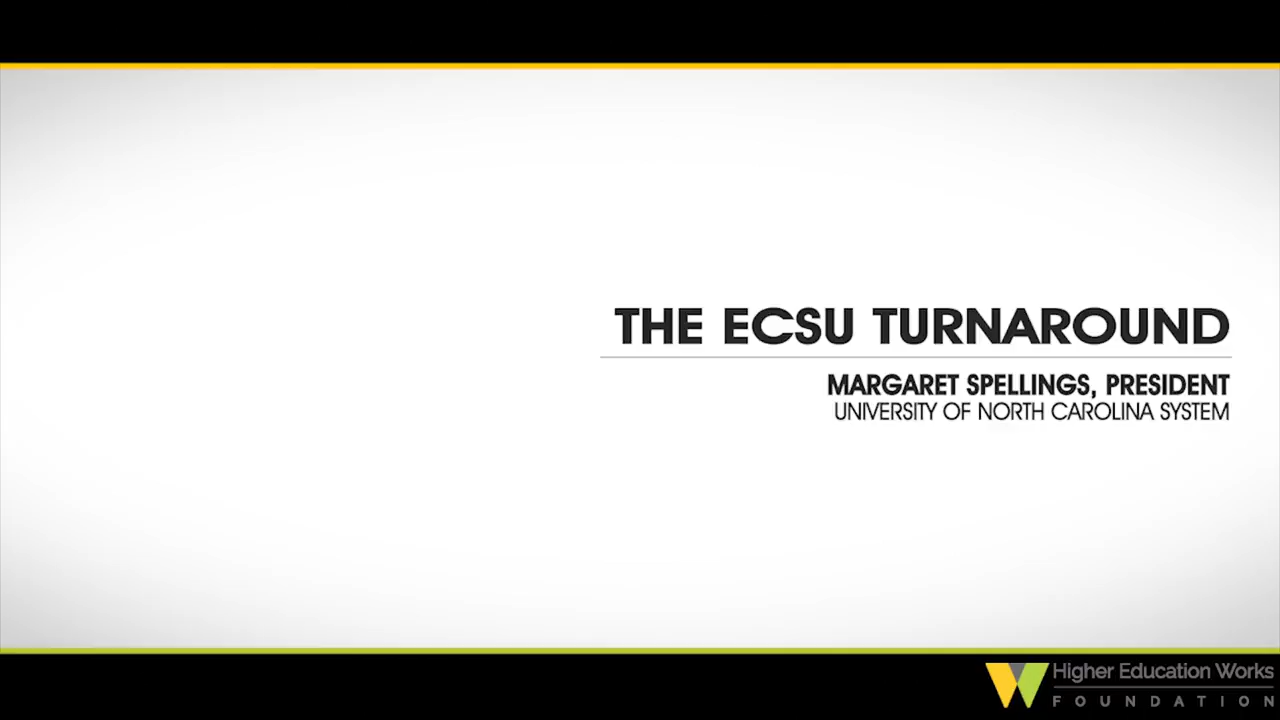 THE ECSU TURNAROUND
MARGARET SPELLINGS, PRESIDENT
UNIVERSITY OF NORTH CAROLINA SYSTEM
Higher Education Works
FOUNDATION